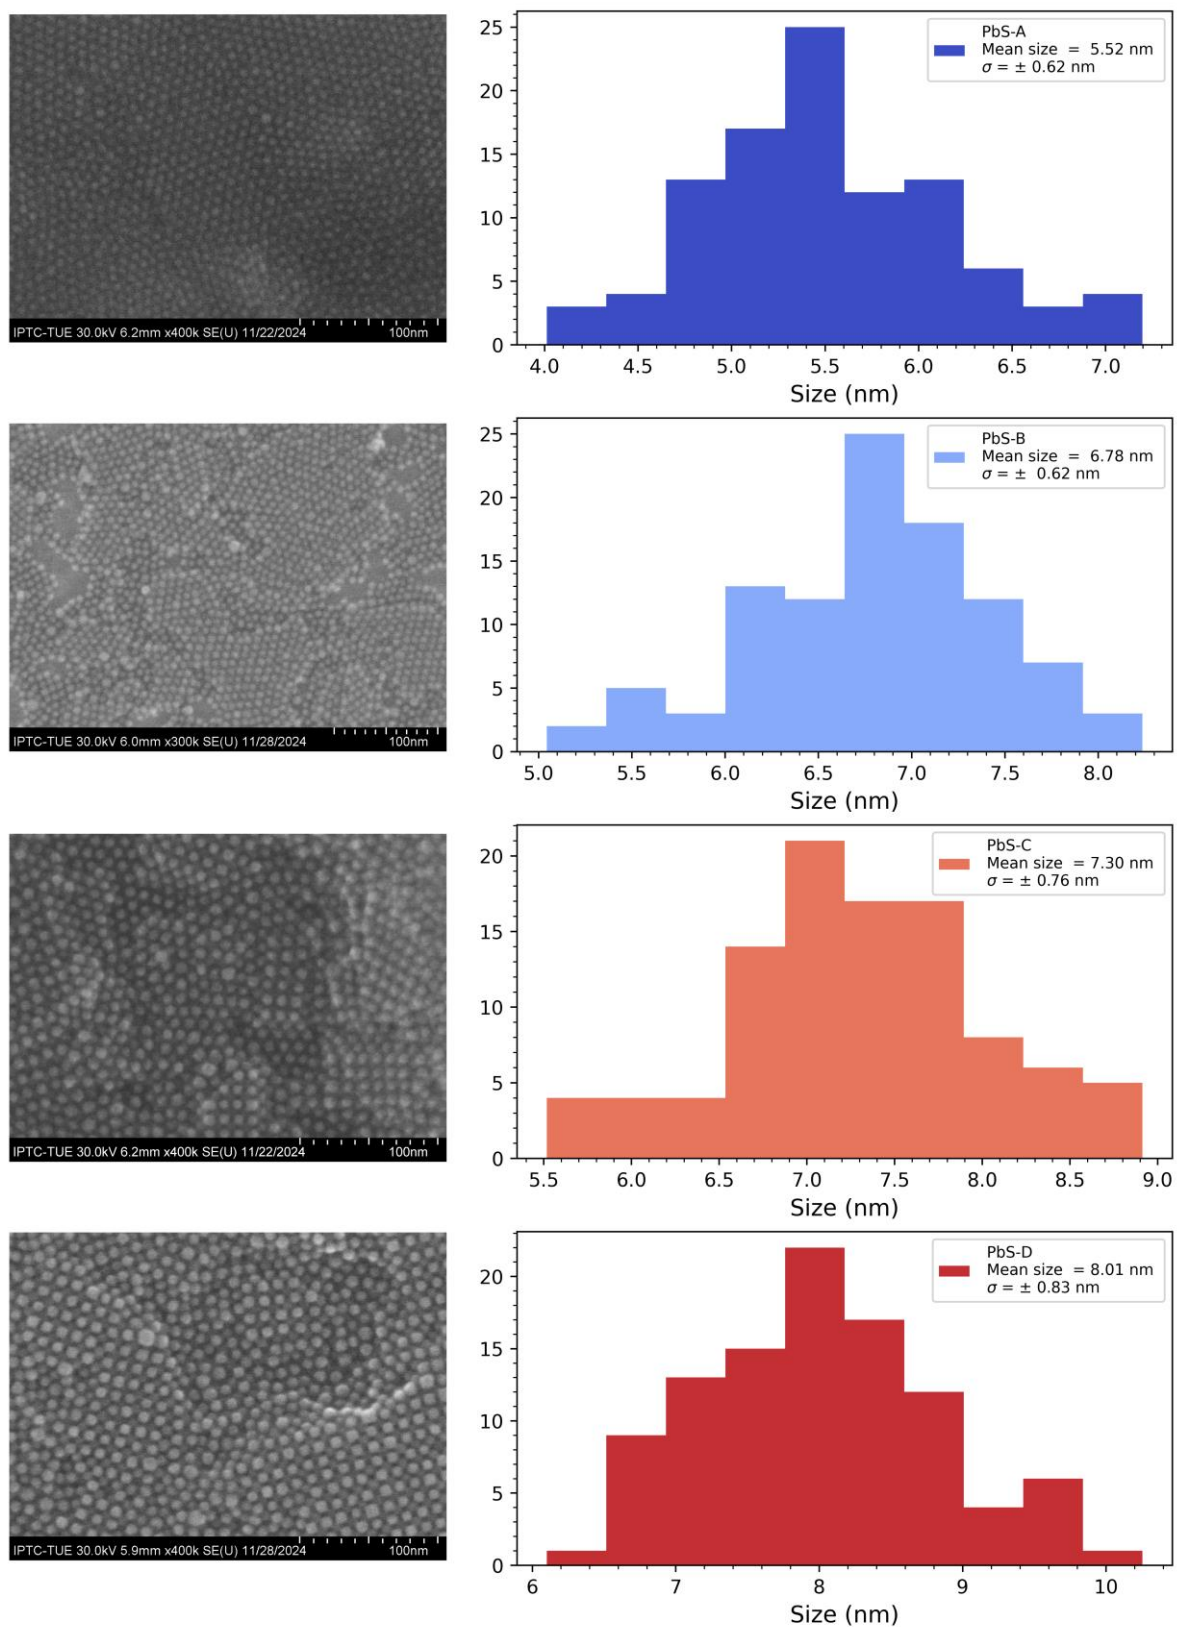 IPTC-TUE 30.0kV 6.2mm x400k SE(U) 11/22/2024
100nm
25
20
15
10
5
0
PbS-A
Mean size = 5.52 nm
σ = ± 0.62 nm
4.0 4.5 5.0 5.5 6.0 6.5 7.0
Size (nm)
IPTC-TUE 30.0kV 6.0mm x300k SE(U) 11/28/2024
100nm
25
20
15
10
5
0
PbS-B
Mean size = 6.78 nm
σ = ± 0.62 nm
5.0 5.5 6.0 6.5 7.0 7.5 8.0
Size (nm)
IPTC-TUE 30.0kV 6.2mm x400k SE(U) 11/22/2024
100nm
20
15
10
5
0
PbS-C
Mean size = 7.30 nm
σ = ± 0.76 nm
5.5 6.0 6.5 7.0 7.5 8.0 8.5 9.0
Size (nm)
IPTC-TUE 30.0kV 5.9mm x400k SE(U) 11/28/2024
100nm
20
15
10
5
0
PbS-D
Mean size = 8.01 nm
σ = ± 0.83 nm
6 7 8 9 10
Size (nm)